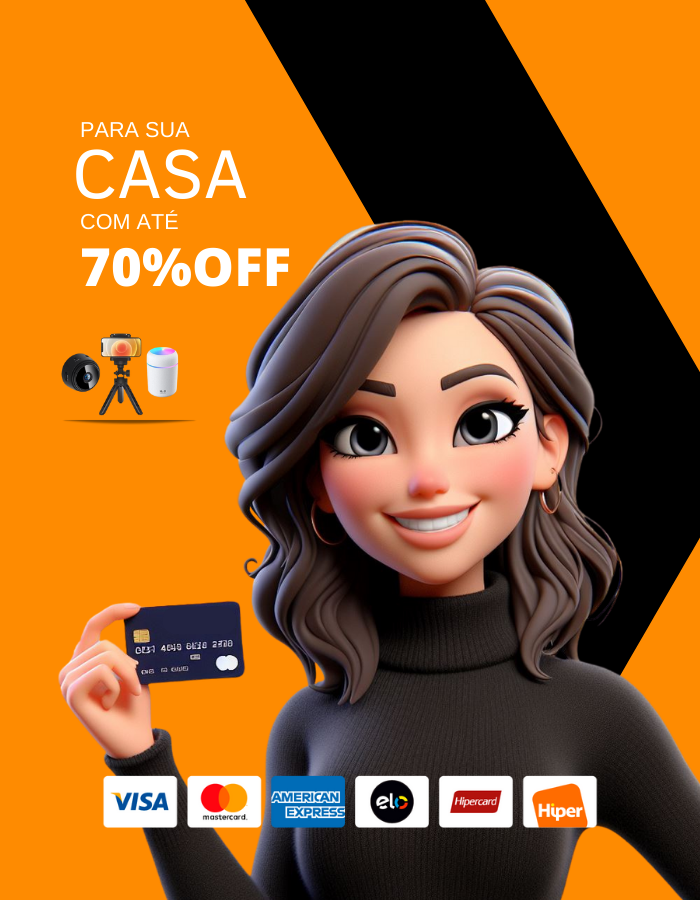 PARA SUA
CASA
COM ATÉ
70%OFF
VISA
mastercard.
AMERICAN
EXPRESS
elo
Hipercard
Hiper